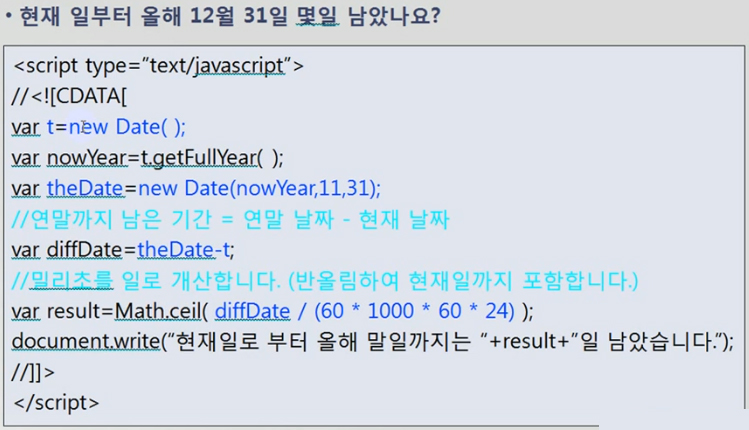 • 현재 일부터 올해 12월 31일 몇일 남았나요?
<script type=“text/javascript”>
//<![CDATA[
var t=new Date( );
var nowYear=t.getFullYear( );
var theDate=new Date(nowYear,11,31);
//연말까지 남은 기간 = 연말 날짜 - 현재 날짜
var diffDate=theDate-t;
//밀리초를 일로 개산합니다. (반올림하여 현재일까지 포함합니다.)
var result=Math.ceil( diffDate / (60 * 1000 * 60 * 24) );
document.write(“현재일로 부터 올해 말일까지는 “+result+”일 남았습니다.”);
//]]>
</script>